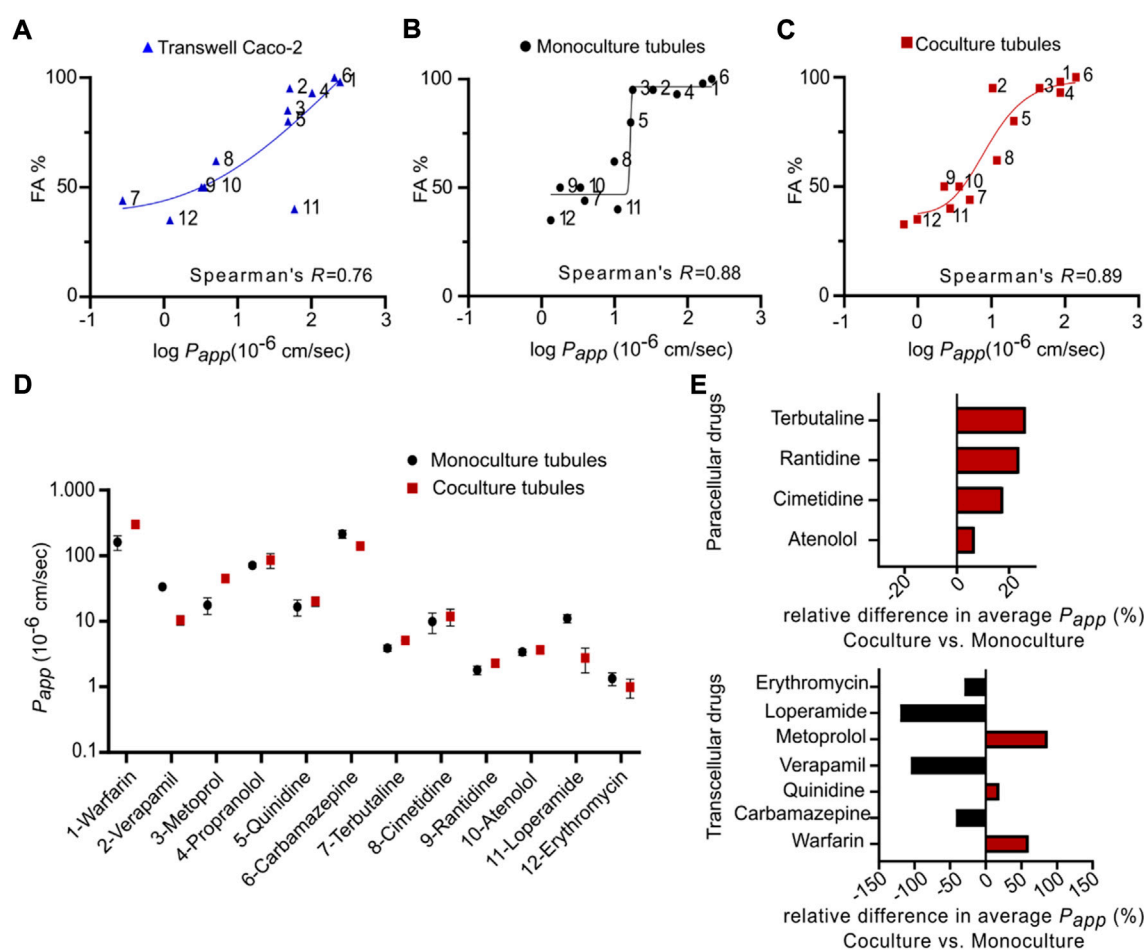 A
Transwell Caco-2
100
50
0
FA %
6
1
2
4
3
5
8
9 10
7
12
11
Spearman's R=0.76
-1 0 1 2 3
log Papp(10-6 cm/sec)
B
Monoculture tubules
100
50
0
FA %
6
3 2
4 1
5
8
9 10
7
11
12
Spearman's R=0.88
-1 0 1 2 3
log Papp (10-6 cm/sec)
C
Coculture tubules
100
50
0
FA %
1 6
2 3
4
5
8
9 10
7
12 11
Spearman's R=0.89
-1 0 1 2 3
log Papp(10-6 cm/sec)
D
Monoculture tubules
Coculture tubules
1.000
100
10
1
0.1
Papp (10-6 cm/sec)
1-Warfarin
2-Verapamil
3-Metoprol
4-Propranolol
5-Quinidine
6-Carbamazepine
7-Terbutaline
8-Cimetidine
9-Rantidine
10-Atenolol
11-Loperamide
12-Erythromycin
E
Paracellular drugs
Terbutaline
Rantidine
Cimetidine
Atenolol
-20 0 20
relative difference in average Papp (%)
Coculture vs. Monoculture
Transcellular drugs
Erythromycin
Loperamide
Metoprolol
Verapamil
Quinidine
Carbamazepine
Warfarin
-150 -100 -50 0 50 100 150
relative difference in average Papp (%)
Coculture vs. Monoculture